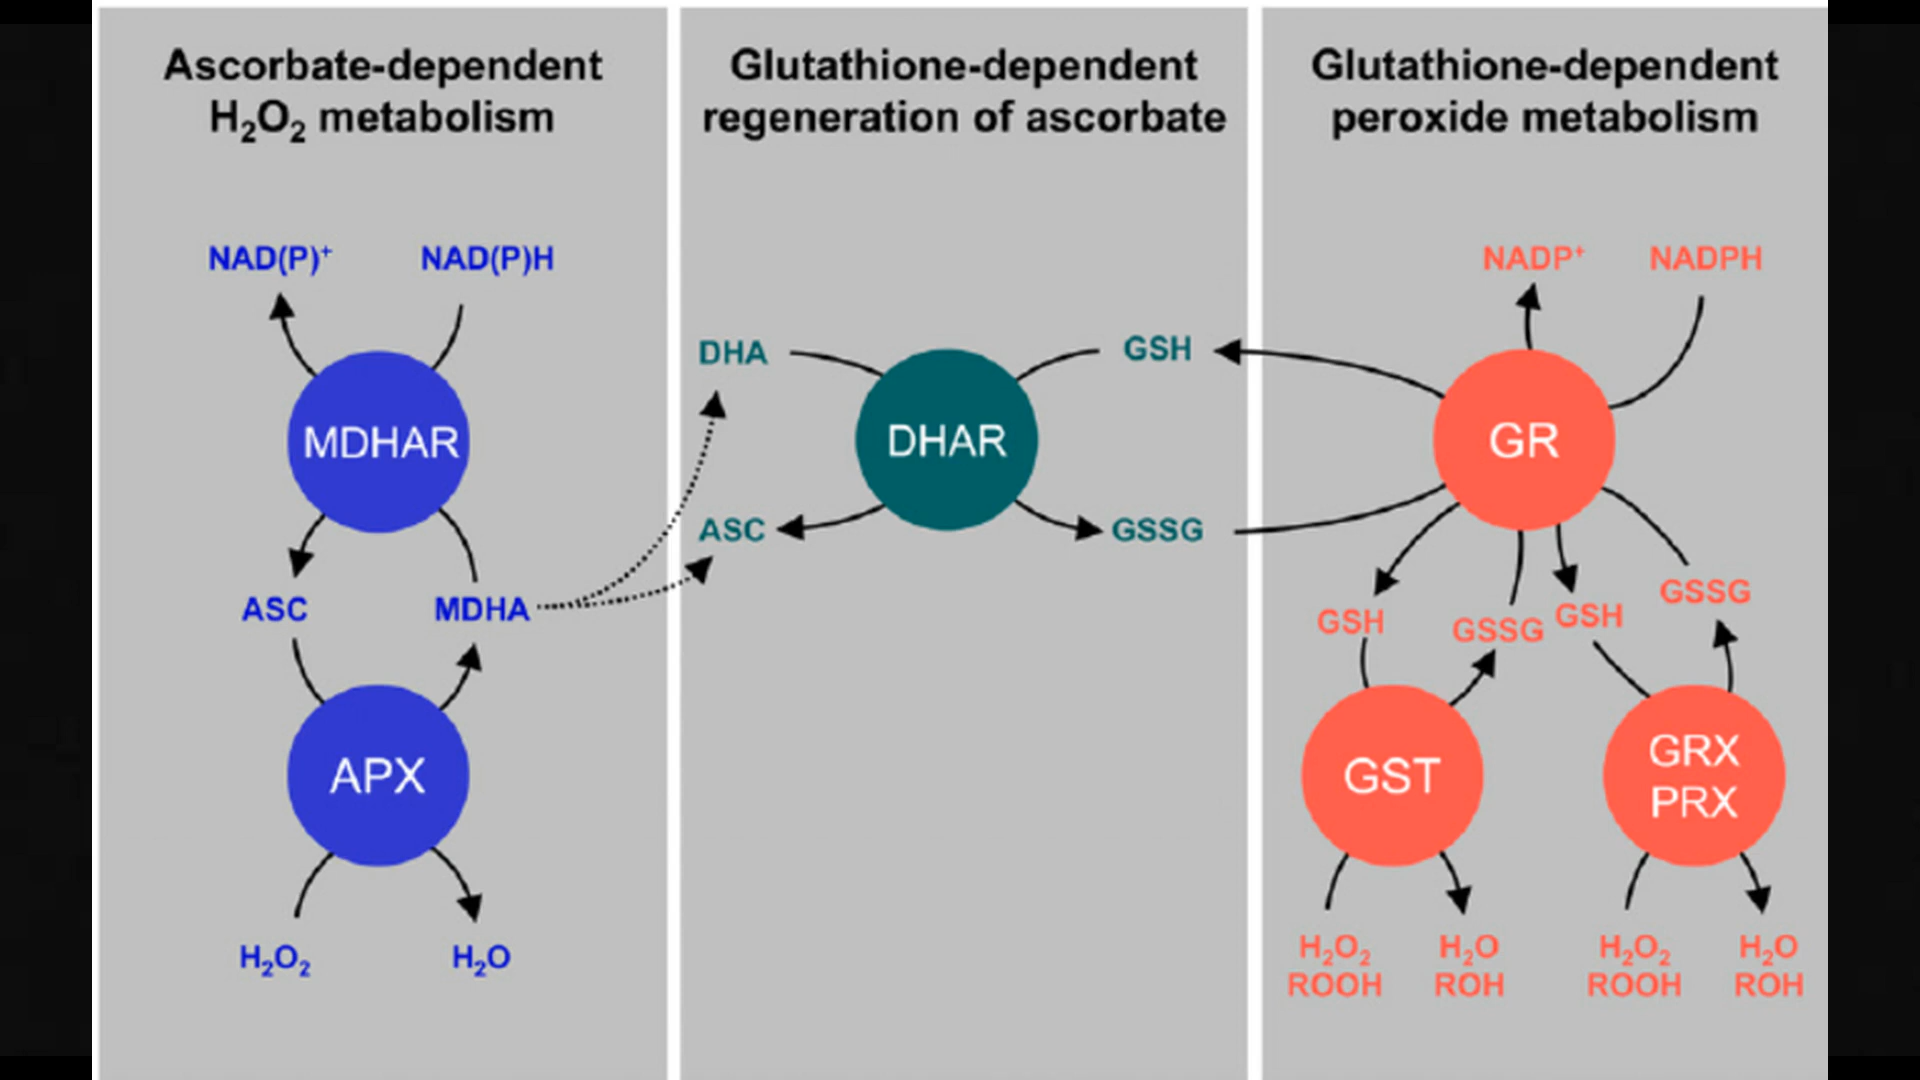 Ascorbate-dependent
H₂O₂ metabolism
NAD(P)⁺ NAD(P)H
MDHAR
ASC MDHA
APX
H₂O₂ H₂O
Glutathione-dependent
regeneration of ascorbate
DHA GSH
DHAR
ASC GSSG
Glutathione-dependent
peroxide metabolism
NADP⁺ NADPH
GR
GSH GSSG GSH GSSG
GST
GRX
PRX
H₂O₂ H₂O H₂O₂ H₂O
ROOH ROH ROOH ROH